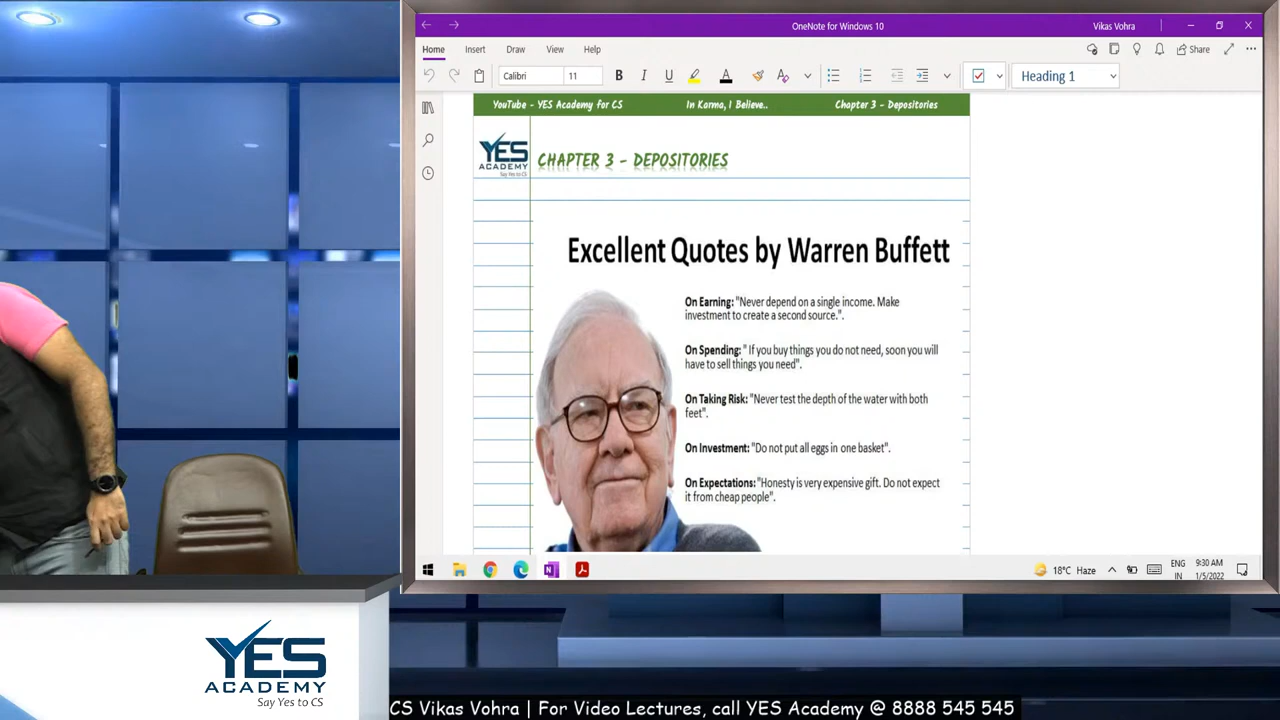 OneNote for Windows 10
Vikas Vohra
Home Insert Draw View Help
Share
Calibri 11 B I U A A Heading 1
YouTube - YES Academy for CS In Karma, I Believe.. Chapter 3 - Depositories
YES
ACADEMY
Say Yes to CS
CHAPTER 3 - DEPOSITORIES
Excellent Quotes by Warren Buffett
On Earning: "Never depend on a single income. Make
investment to create a second source.".
On Spending: " If you buy things you do not need, soon you will
have to sell things you need".
On Taking Risk: "Never test the depth of the water with both
feet".
On Investment: "Do not put all eggs in one basket".
On Expectations: "Honesty is very expensive gift. Do not expect
it from cheap people".
18°C Haze
ENG
IN
9:30 AM
1/5/2022
YES
ACADEMY
Say Yes to CS
CS Vikas Vohra | For Video Lectures, call YES Academy @ 8888 545 545